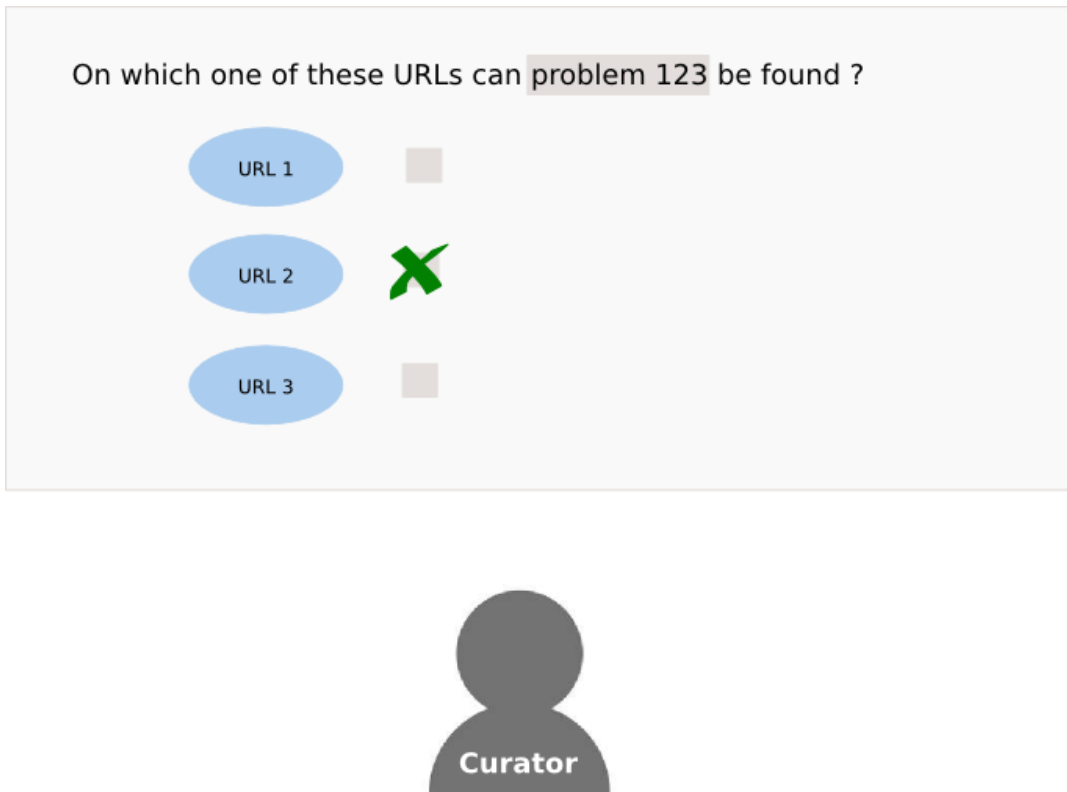 On which one of these URLs can problem 123 be found ?
URL 1
URL 2
URL 3
Curator